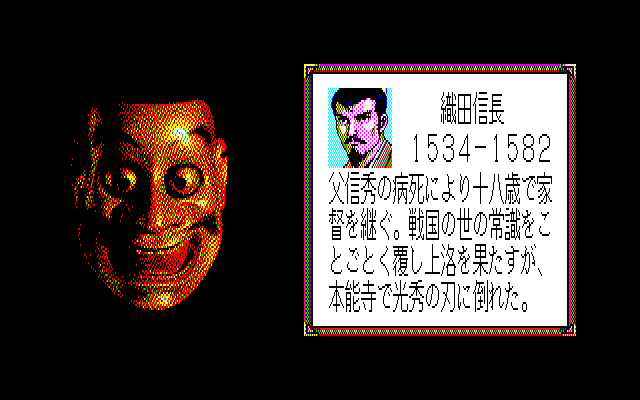 織田信長
1534-1582
父信秀の病死により十八歳で家
督を継ぐ。戦国の世の常識をこ
とごとく覆し上洛を果たすが、
本能寺で光秀の刃に倒れた。